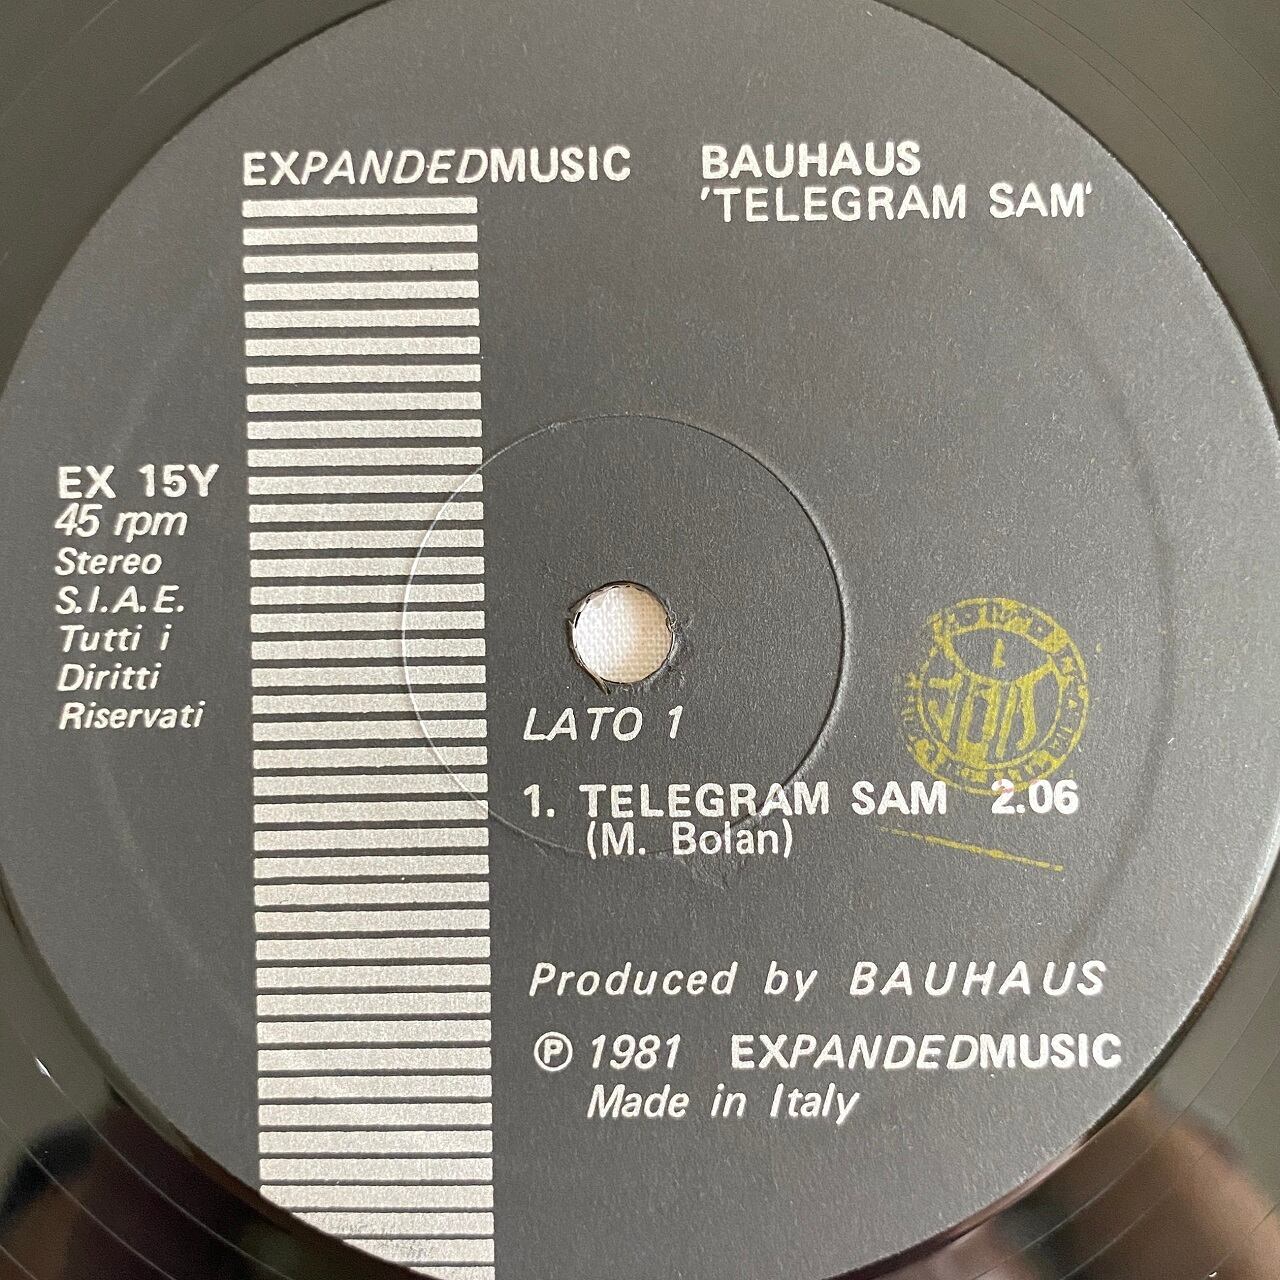 EXPANDEDMUSIC
BAUHAUS
'TELEGRAM SAM'
EX 15Y
45 rpm
Stereo
S.I.A.E.
Tutti i
Diritti
Riservati
LATO 1
1. TELEGRAM SAM 2.06
(M. Bolan)
Produced by BAUHAUS
Ⓟ 1981 EXPANDEDMUSIC
Made in Italy